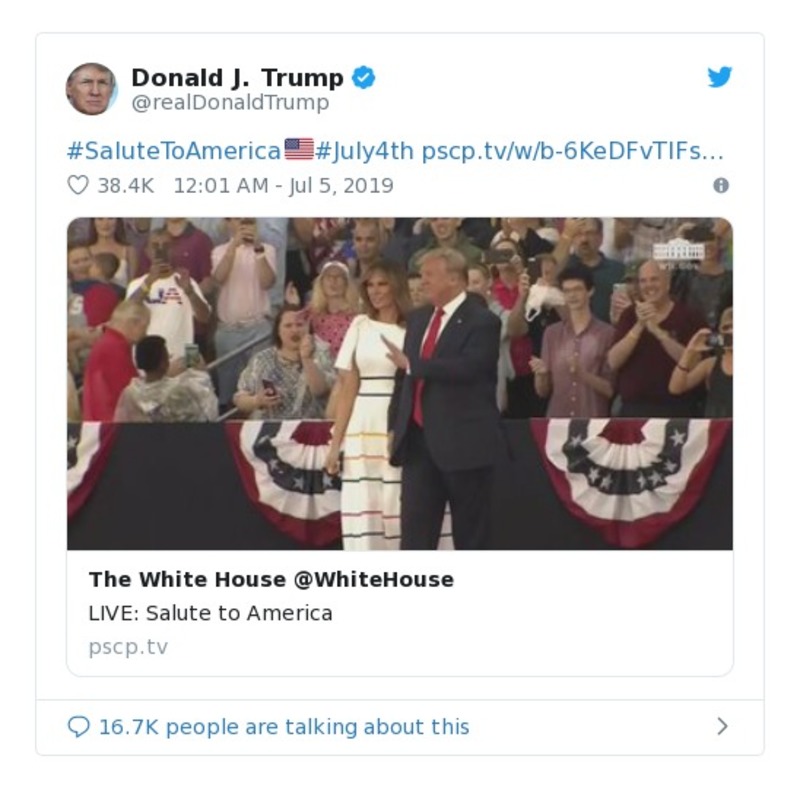 Donald J. Trump
@realDonaldTrump
#SaluteToAmerica🇺🇸#July4th pscp.tv/w/b-6KeDFvTIFs…
38.4K 12:01 AM - Jul 5, 2019
The White House @WhiteHouse
LIVE: Salute to America
pscp.tv
16.7K people are talking about this